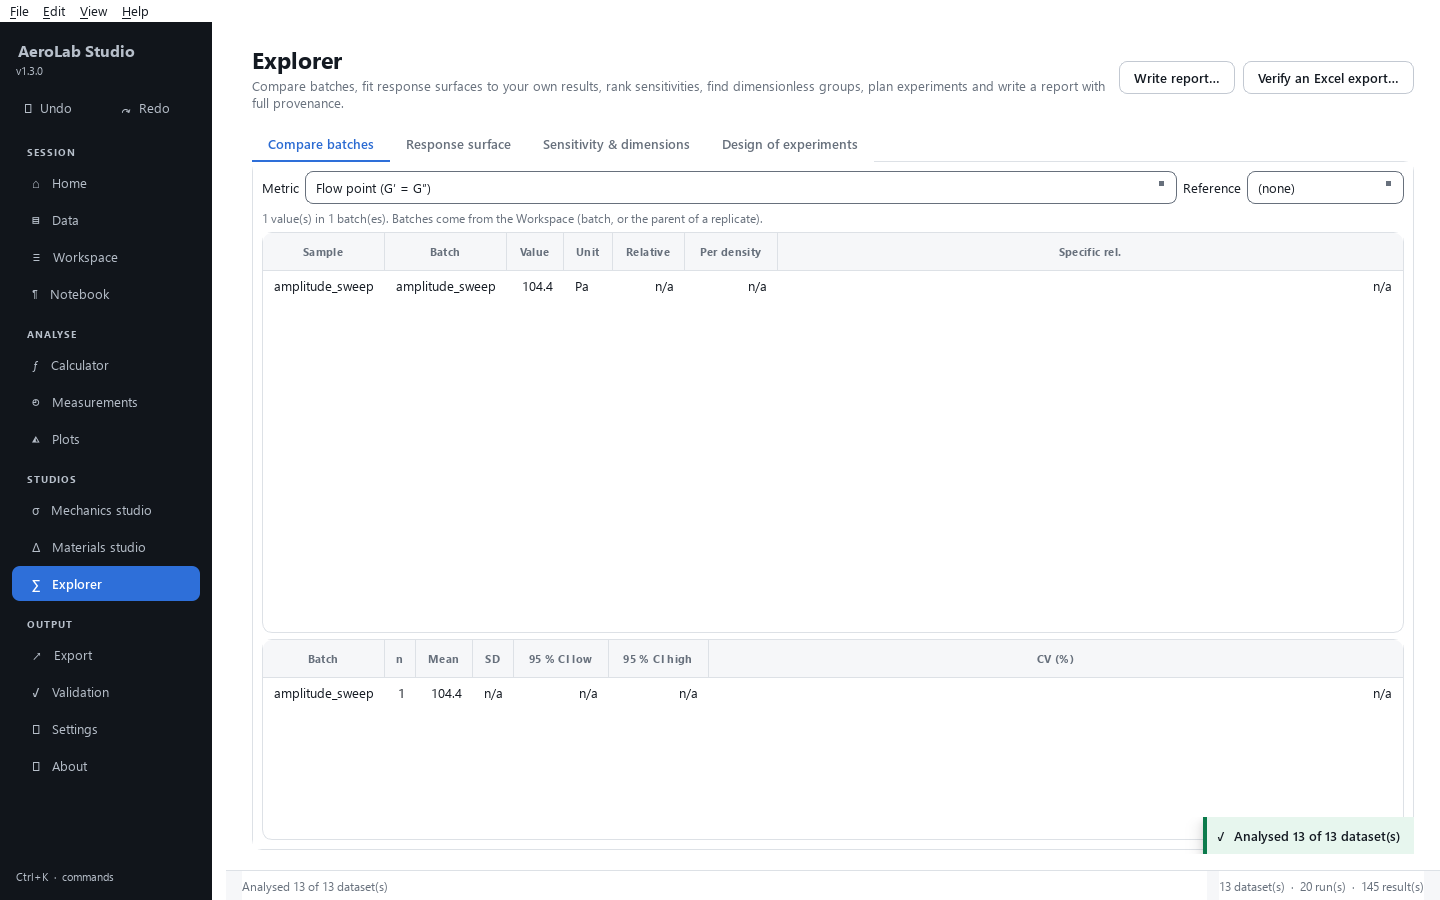 File Edit View Help
AeroLab Studio
v1.3.0
Undo Redo
SESSION
Home
Data
Workspace
Notebook
ANALYSE
Calculator
Measurements
Plots
STUDIOS
σ Mechanics studio
Δ Materials studio
∑ Explorer
OUTPUT
Export
Validation
Settings
About
Ctrl+K · commands
Explorer
Compare batches, fit response surfaces to your own results, rank sensitivities, find dimensionless groups, plan experiments and write a report with
full provenance.
Write report... Verify an Excel export...
Compare batches Response surface Sensitivity & dimensions Design of experiments
Metric Flow point (G' = G") Reference (none)
1 value(s) in 1 batch(es). Batches come from the Workspace (batch, or the parent of a replicate).
Sample Batch Value Unit Relative Per density Specific rel.
amplitude_sweep amplitude_sweep 104.4 Pa n/a n/a n/a
Batch n Mean SD 95 % CI low 95 % CI high CV (%)
amplitude_sweep 1 104.4 n/a n/a n/a n/a
✓ Analysed 13 of 13 dataset(s)
Analysed 13 of 13 dataset(s) 13 dataset(s) · 20 run(s) · 145 result(s)